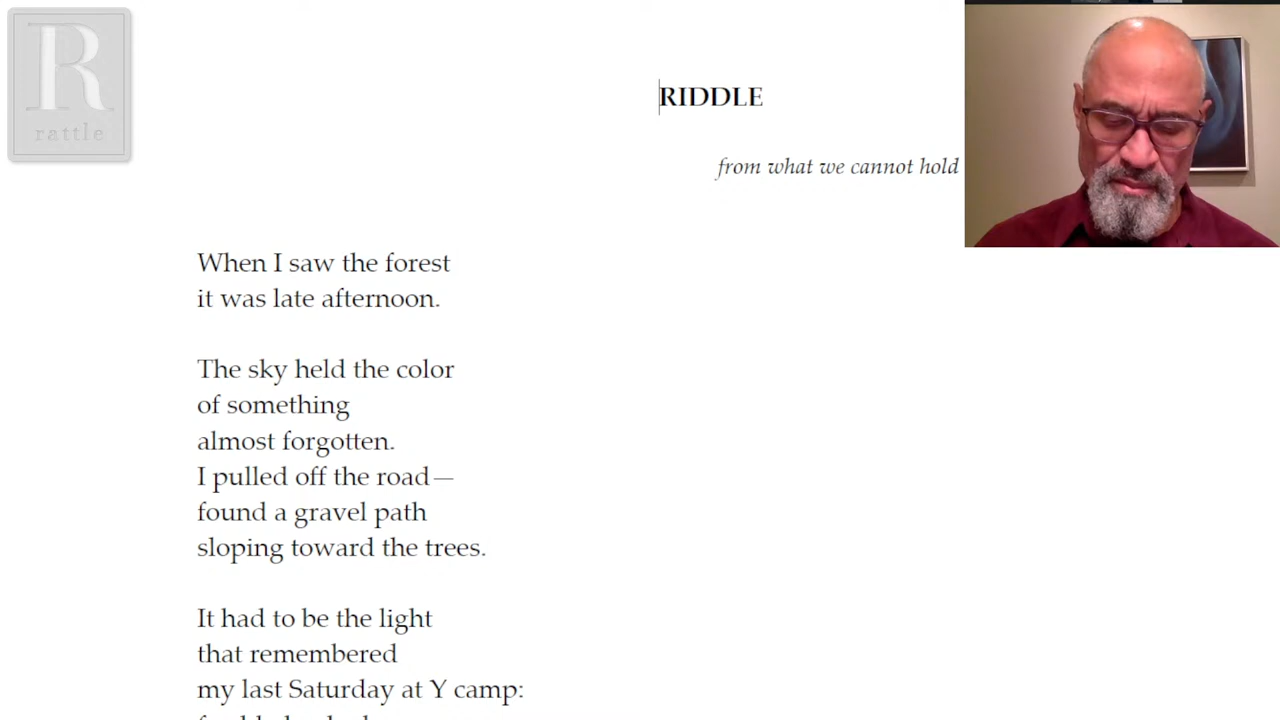 R
rattle
RIDDLE
from what we cannot hold
When I saw the forest
it was late afternoon.
The sky held the color
of something
almost forgotten.
I pulled off the road—
found a gravel path
sloping toward the trees.
It had to be the light
that remembered
my last Saturday at Y camp: